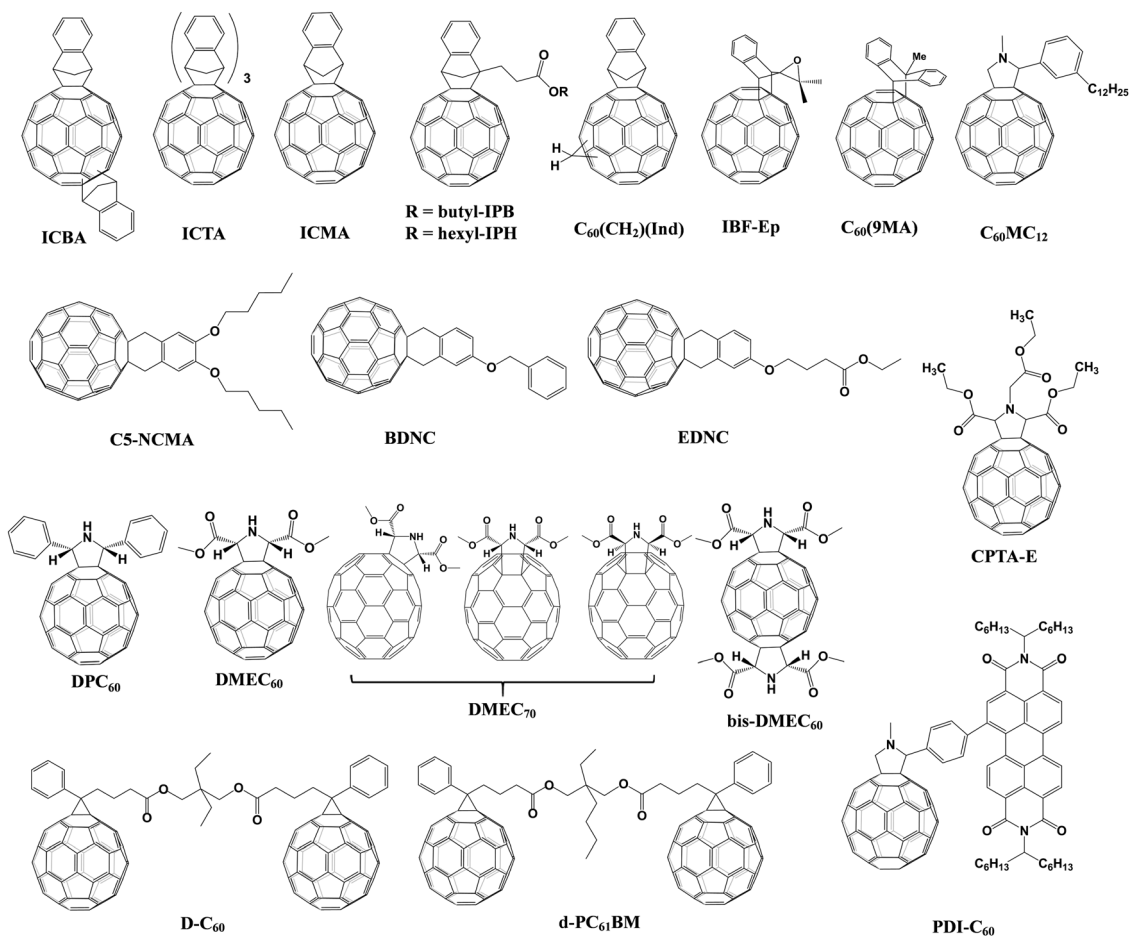 3
O
OR
H
H
O
Me
N
C₁₂H₂₅
ICBA
ICTA
ICMA
R = butyl-IPB
R = hexyl-IPH
C₆₀(CH₂)(Ind)
IBF-Ep
C₆₀(9MA)
C₆₀MC₁₂
O
O
O
O
O
O
H₃C
O
O
H₃C
O
N
O
CH₃
O
O
C5-NCMA
BDNC
EDNC
CPTA-E
H
N
H
H
O
O
H
N
H
H
O
O
O
O
H
N
H
H
O
O
O
O
H
N
H
H
O
O
O
O
H
N
H
H
O
O
O
O
H
N
H
H
O
O
O
O
H
H
N
H
O
O
O
O
DPC₆₀
DMEC₆₀
DMEC₇₀
bis-DMEC₆₀
C₆H₁₃
C₆H₁₃
O
N
O
N
O
N
O
C₆H₁₃
C₆H₁₃
O
O
O
O
O
O
O
O
D-C₆₀
d-PC₆₁BM
PDI-C₆₀